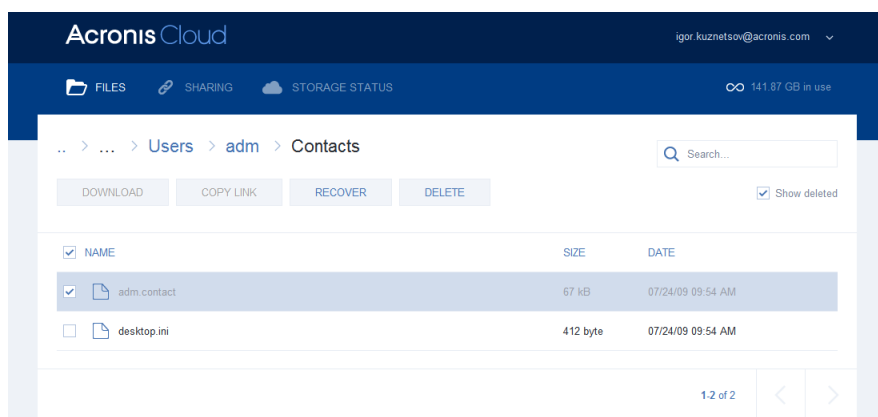 Acronis Cloud
igor.kuznetsov@acronis.com
FILES SHARING STORAGE STATUS 141.87 GB in use
.. > ... > Users > adm > Contacts
Search...
DOWNLOAD COPY LINK RECOVER DELETE
Show deleted
NAME SIZE DATE
adm.contact 67 kB 07/24/09 09:54 AM
desktop.ini 412 byte 07/24/09 09:54 AM
1-2 of 2